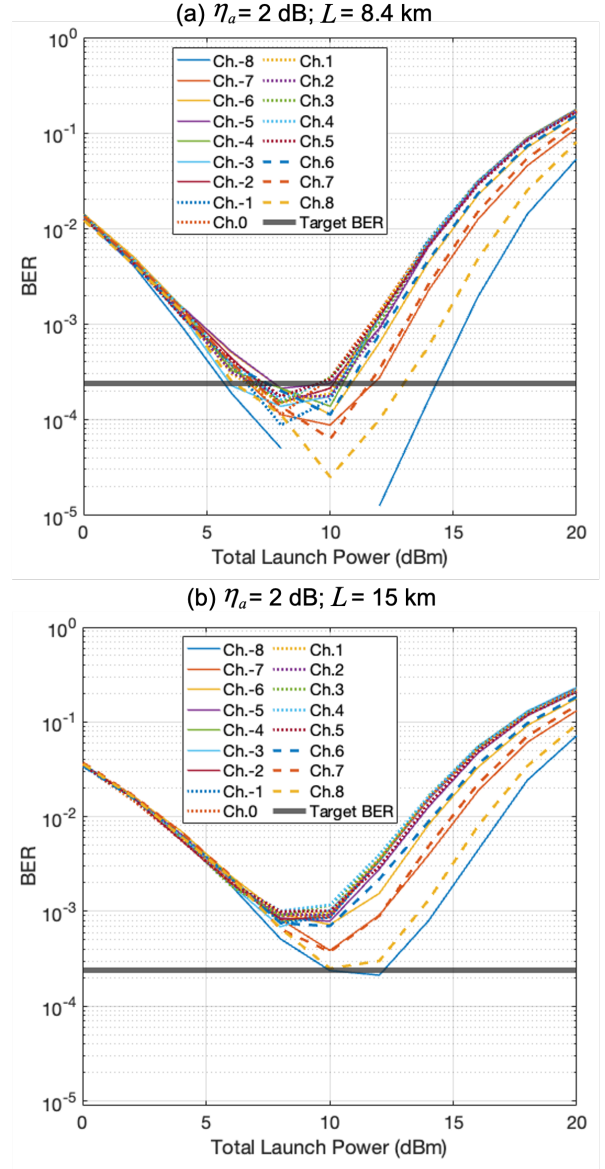 (a) ηₐ= 2 dB; L= 8.4 km
10⁰
10⁻¹
10⁻²
10⁻³
10⁻⁴
10⁻⁵
BER
Ch.-8 Ch.1
Ch.-7 Ch.2
Ch.-6 Ch.3
Ch.-5 Ch.4
Ch.-4 Ch.5
Ch.-3 Ch.6
Ch.-2 Ch.7
Ch.-1 Ch.8
Ch.0 Target BER
0 5 10 15 20
Total Launch Power (dBm)
(b) ηₐ= 2 dB; L= 15 km
10⁰
10⁻¹
10⁻²
10⁻³
10⁻⁴
10⁻⁵
BER
Ch.-8 Ch.1
Ch.-7 Ch.2
Ch.-6 Ch.3
Ch.-5 Ch.4
Ch.-4 Ch.5
Ch.-3 Ch.6
Ch.-2 Ch.7
Ch.-1 Ch.8
Ch.0 Target BER
0 5 10 15 20
Total Launch Power (dBm)